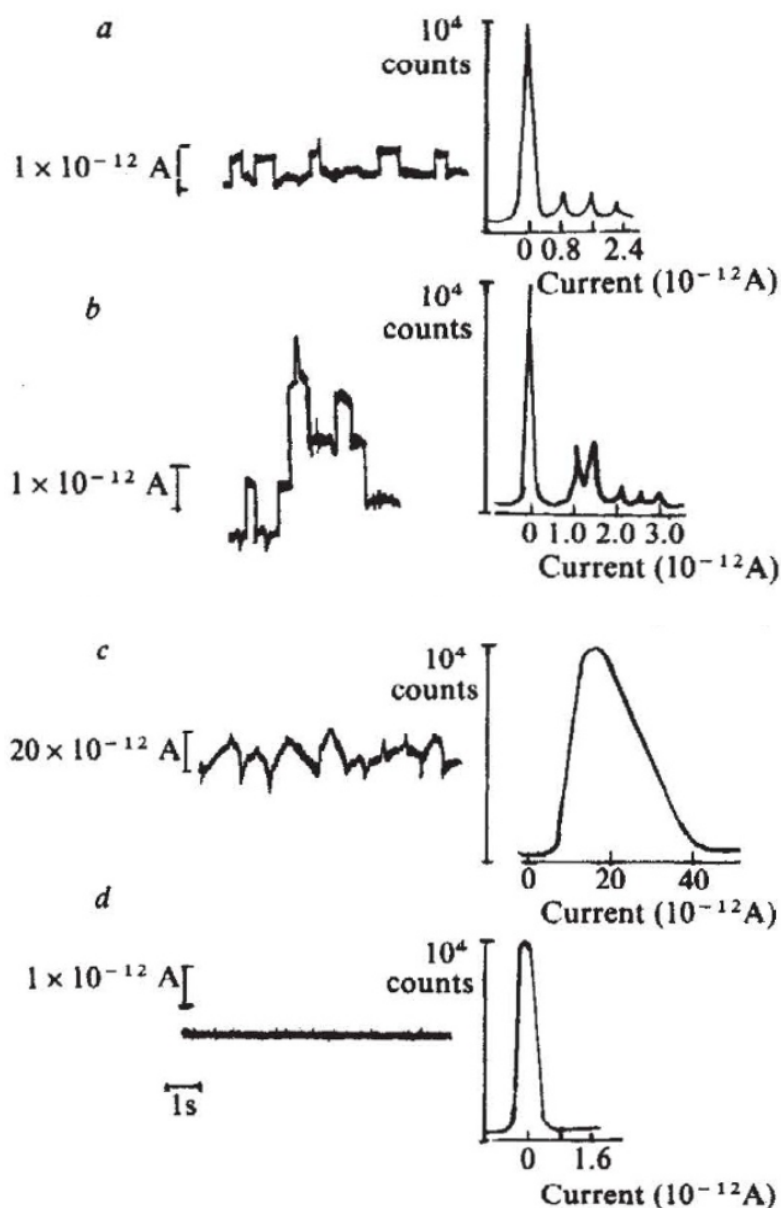 a
10⁴
counts
1 × 10⁻¹² A
0 0.8 2.4
Current (10⁻¹²A)
b
10⁴
counts
1 × 10⁻¹² A
0 1.0 2.0 3.0
Current (10⁻¹²A)
c
10⁴
counts
20 × 10⁻¹² A
0 20 40
Current (10⁻¹²A)
d
10⁴
counts
1 × 10⁻¹² A
1s
0 1.6
Current (10⁻¹²A)